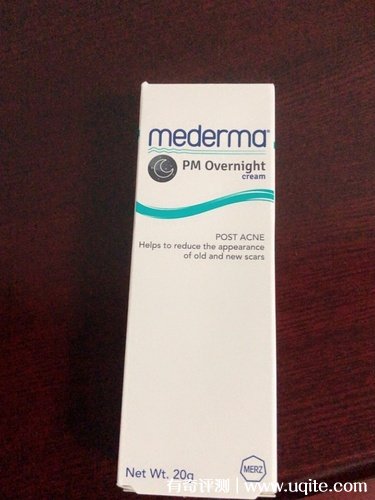 mederma®
PM Overnight
cream
POST ACNE
Helps to reduce the appearance
of old and new scars
Net Wt. 20g
MERZ
有奇评测 | www.uqite.com